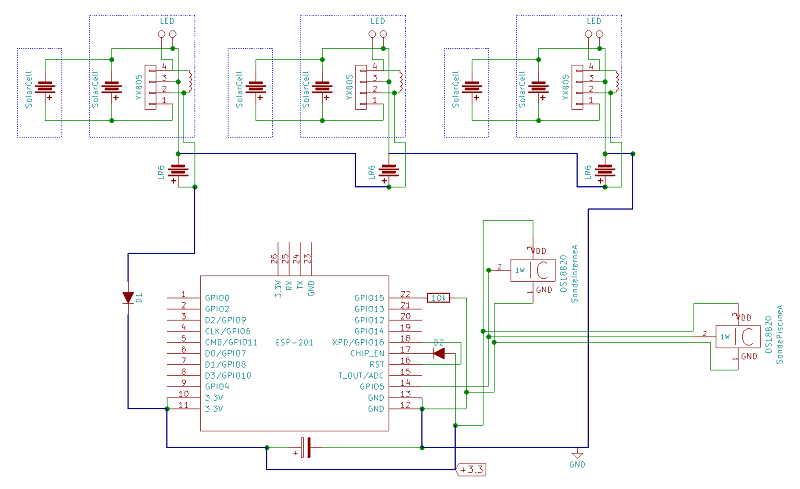 LED
LED
LED
SolarCell
SolarCell
YX805
4
3
2
1
SolarCell
SolarCell
YX805
4
3
2
1
SolarCell
SolarCell
YX805
4
3
2
1
LR6
LR6
LR6
D1
26
25
24
23
3.3V
RX
TX
GND
ESP-201
1 GPIO0
2 GPIO2
3 D2/GPIO9
4 CLK/GPIO6
5 CMD/GPIO11
6 D0/GPIO7
7 D1/GPIO8
8 D3/GPIO10
9 GPIO4
10 3.3V
11 3.3V
GPIO15 22
GPIO13 21
GPIO12 20
GPIO14 19
XPD/GPIO16 18
CHIP_EN 17
RST 16
T_OUT/ADC 15
GPIO5 14
GND 13
GND 12
10k
D2
3 VDD
2 1W
1 GND
DS18B20
SondeInterneA
3 VDD
2 1W
1 GND
DS18B20
SondePiscineA
+3.3
GND